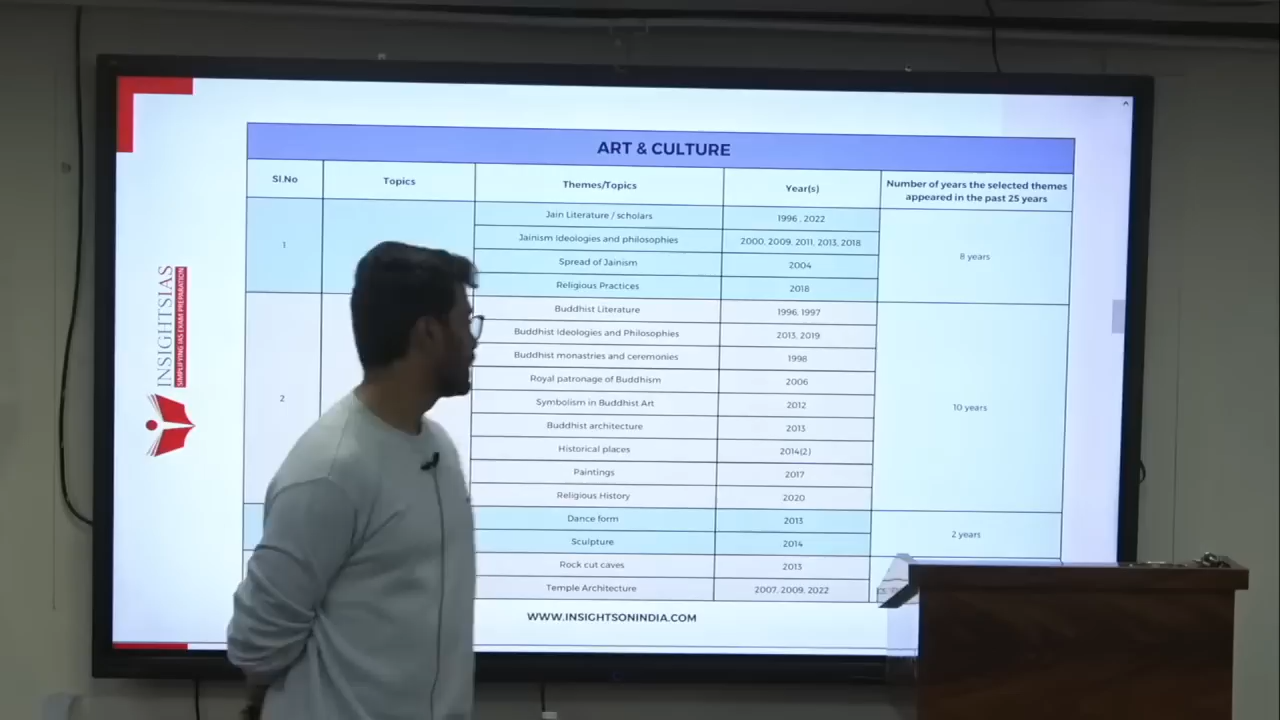 ART & CULTURE
Sl.No Topics Themes/Topics Year(s) Number of years the selected themes
appeared in the past 25 years
1 Jain Literature / scholars 1996 , 2022 8 years
Jainism Ideologies and philosophies 2000, 2009, 2011, 2013, 2018
Spread of Jainism 2004
Religious Practices 2018
2 Buddhist Literature 1996, 1997 10 years
Buddhist Ideologies and Philosophies 2013, 2019
Buddhist monastries and ceremonies 1998
Royal patronage of Buddhism 2006
Symbolism in Buddhist Art 2012
Buddhist architecture 2013
Historical places 2014(2)
Paintings 2017
Religious History 2020
Dance form 2013 2 years
Sculpture 2014
Rock cut caves 2013
Temple Architecture 2007, 2009, 2022
WWW.INSIGHTSONINDIA.COM
INSIGHTSIAS
SIMPLIFYING IAS EXAM PREPARATION